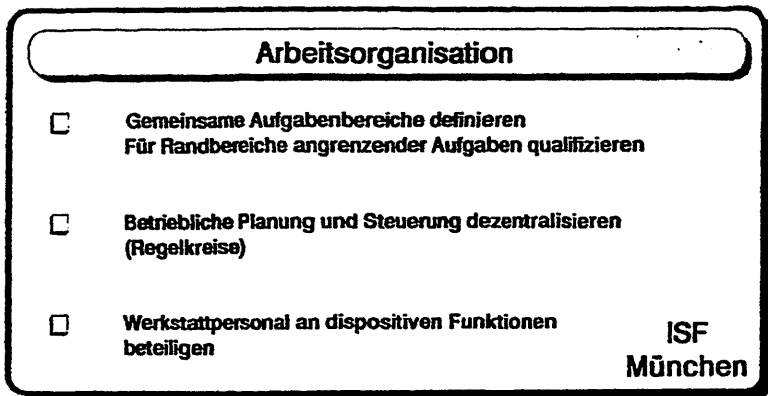 Arbeitsorganisation
Gemeinsame Aufgabenbereiche definieren
Für Randbereiche angrenzender Aufgaben qualifizieren
Betriebliche Planung und Steuerung dezentralisieren
(Regelkreise)
Werkstattpersonal an dispositiven Funktionen
beteiligen
ISF
München